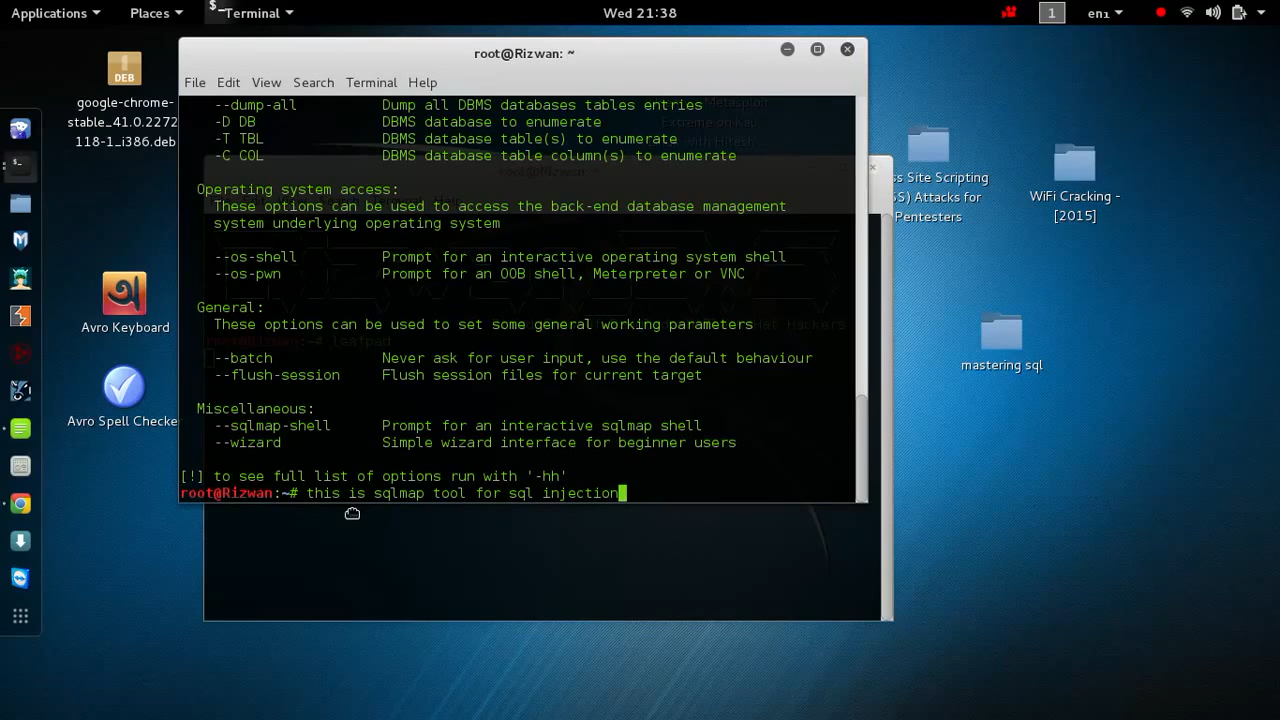 Applications
Places
Terminal
Wed 21:38
1
en1
DEB
google-chrome-
stable_41.0.2272
118-1_i386.deb
Avro Keyboard
Avro Spell Checke
root@Rizwan: ~
File Edit View Search Terminal Help
--dump-all Dump all DBMS databases tables entries
-D DB DBMS database to enumerate
-T TBL DBMS database table(s) to enumerate
-C COL DBMS database table column(s) to enumerate
Operating system access:
These options can be used to access the back-end database management
system underlying operating system
--os-shell Prompt for an interactive operating system shell
--os-pwn Prompt for an OOB shell, Meterpreter or VNC
General:
These options can be used to set some general working parameters
--batch Never ask for user input, use the default behaviour
--flush-session Flush session files for current target
Miscellaneous:
--sqlmap-shell Prompt for an interactive sqlmap shell
--wizard Simple wizard interface for beginner users
[!] to see full list of options run with '-hh'
root@Rizwan:~# this is sqlmap tool for sql injection
ss Site Scripting
SS) Attacks for
Pentesters
WiFi Cracking -
[2015]
mastering sql